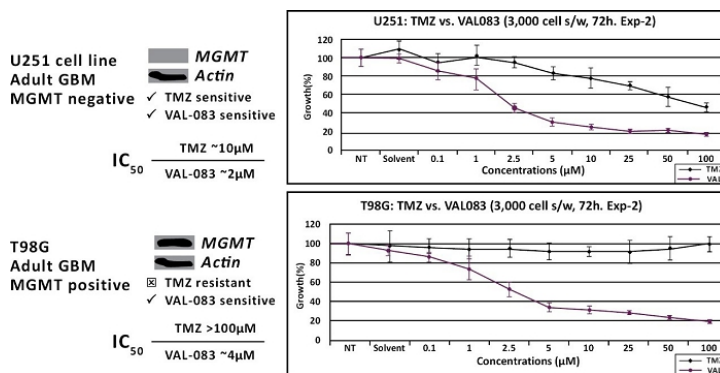 U251 cell line
Adult GBM
MGMT negative
MGMT
Actin
✓ TMZ sensitive
✓ VAL-083 sensitive
IC50
TMZ ~10µM
VAL-083 ~2µM
U251: TMZ vs. VAL083 (3,000 cell s/w, 72h. Exp-2)
Growth(%)
120
100
80
60
40
20
0
NT Solvent 0.1 1 2.5 5 10 25 50 100
Concentrations (µM)
TMZ
VAL
T98G
Adult GBM
MGMT positive
MGMT
Actin
☒ TMZ resistant
✓ VAL-083 sensitive
IC50
TMZ >100µM
VAL-083 ~4µM
T98G: TMZ vs. VAL083 (3,000 cell s/w, 72h. Exp-2)
Growth(%)
120
100
80
60
40
20
0
NT Solvent 0.1 1 2.5 5 10 25 50 100
Concentrations (µM)
TMZ
VAL